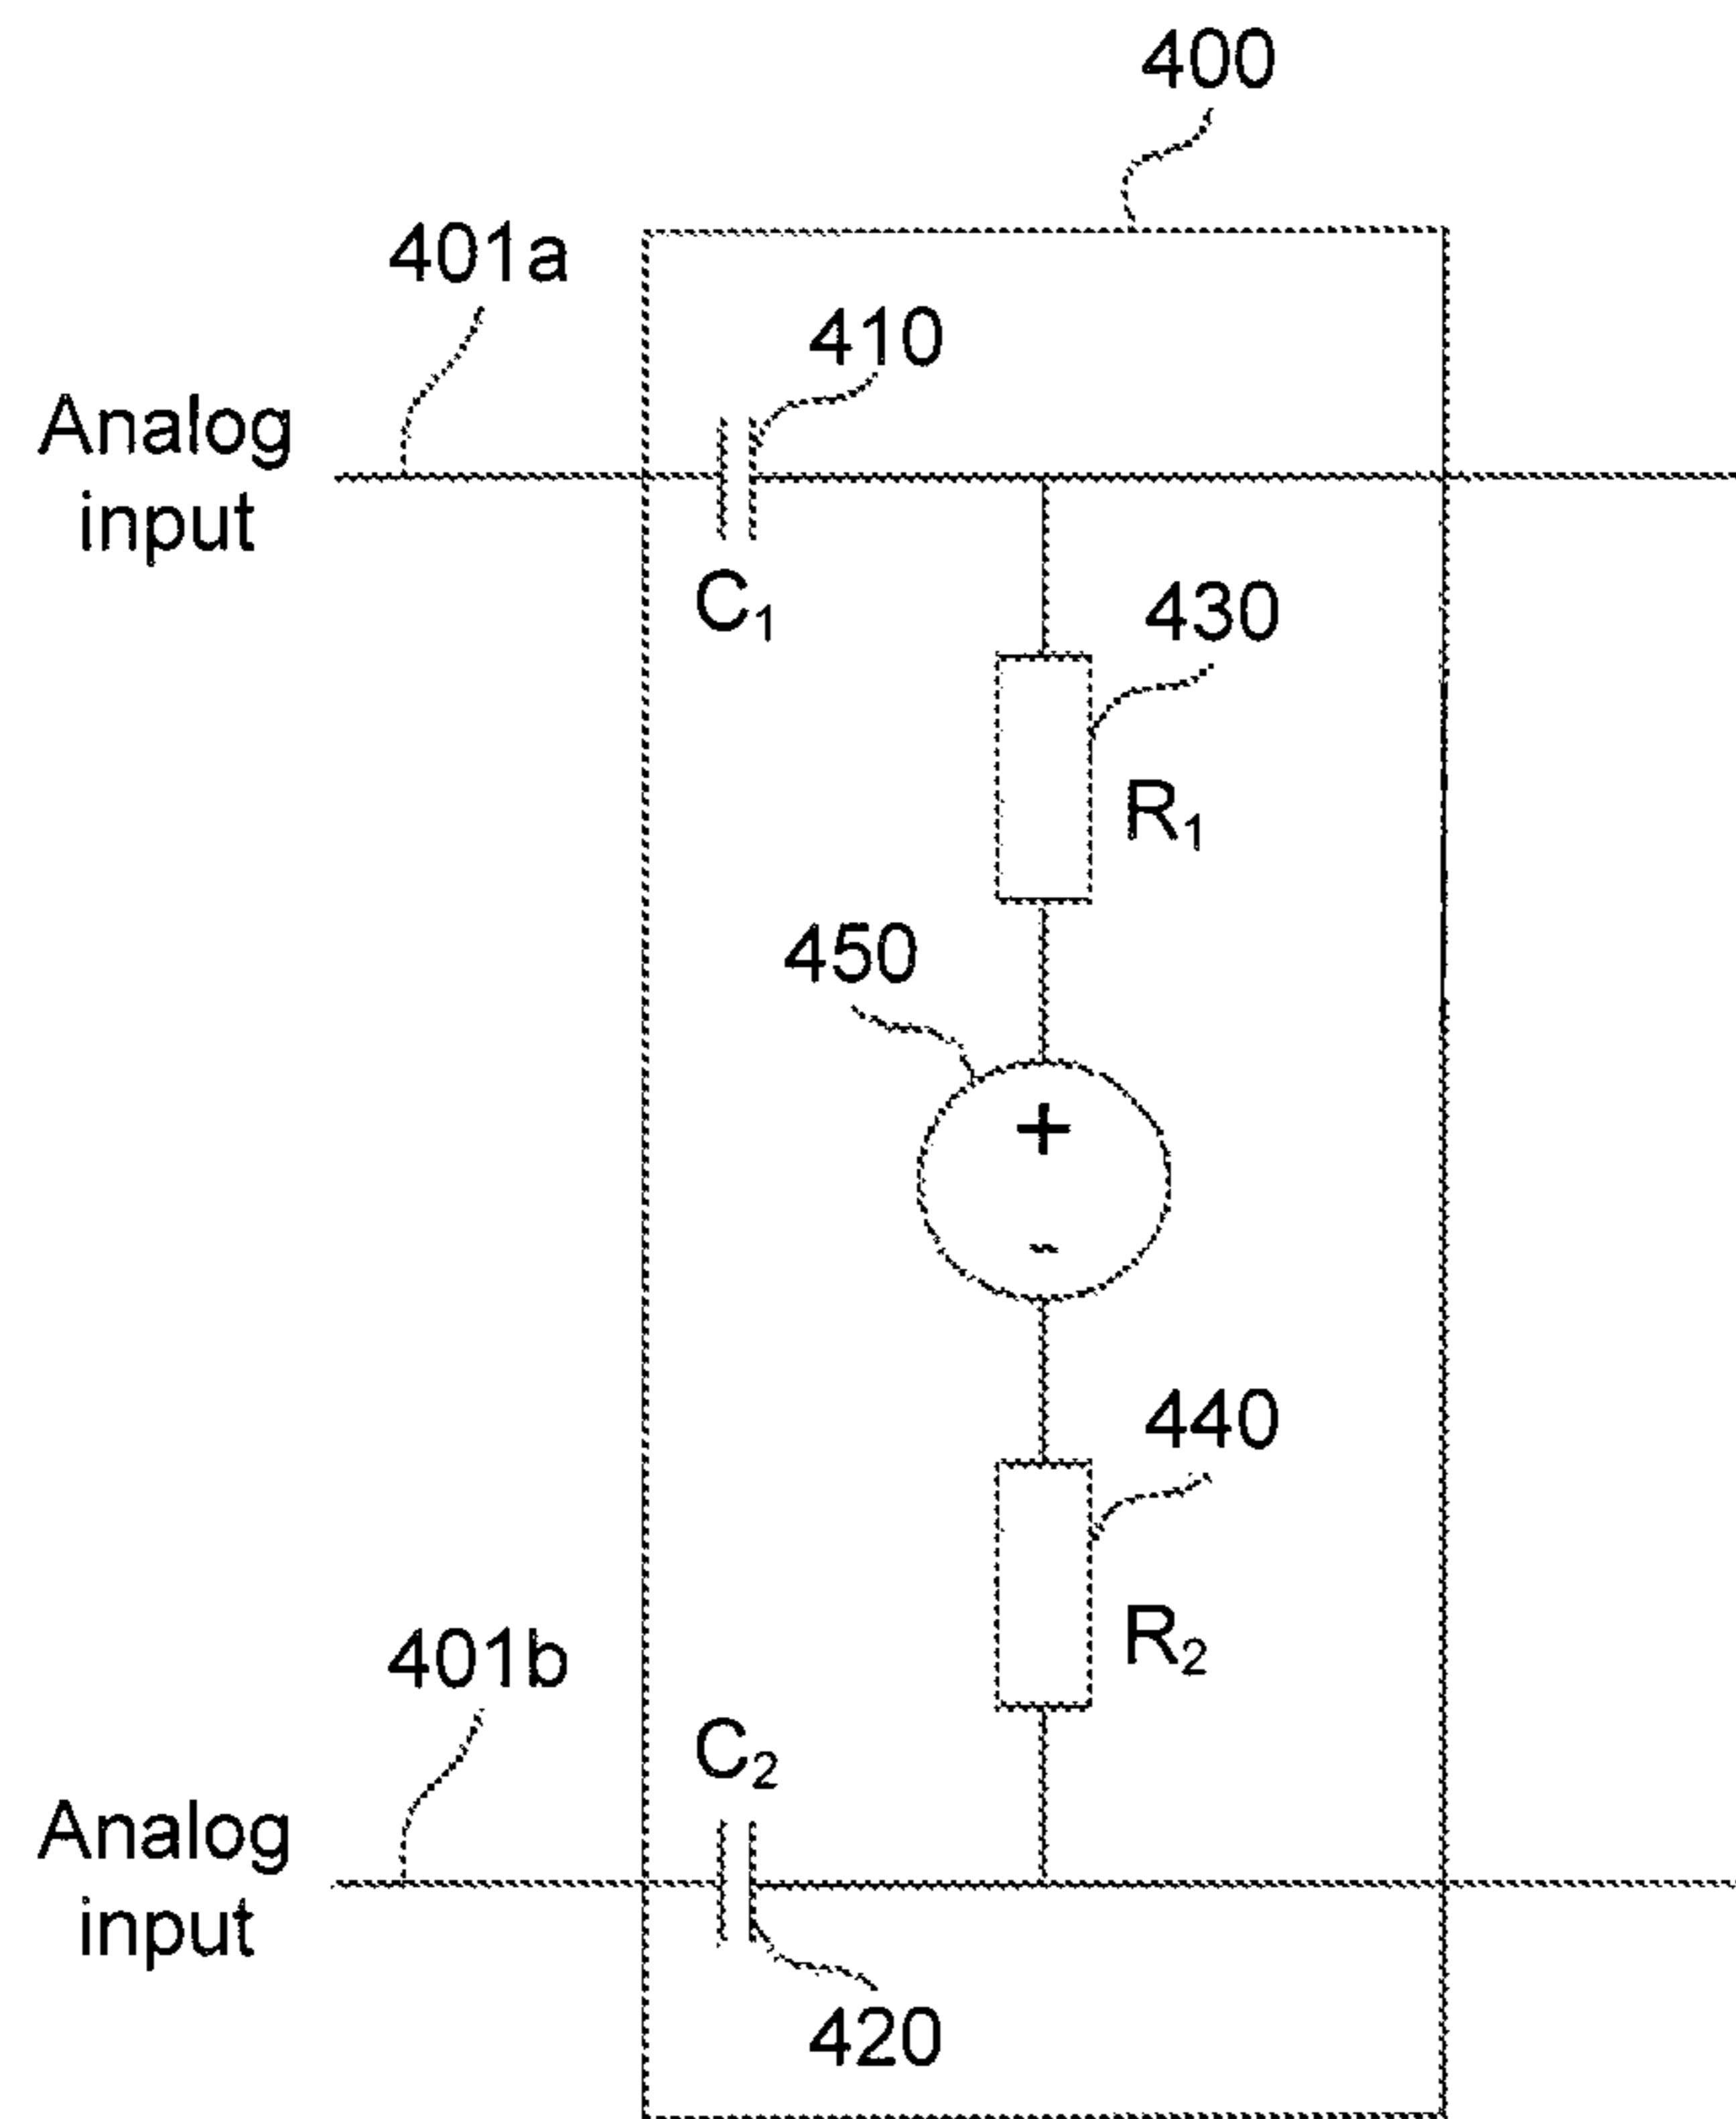 400
401a
410
Analog
input
C₁
430
R₁
450
+
-
440
R₂
401b
C₂
Analog
input
420